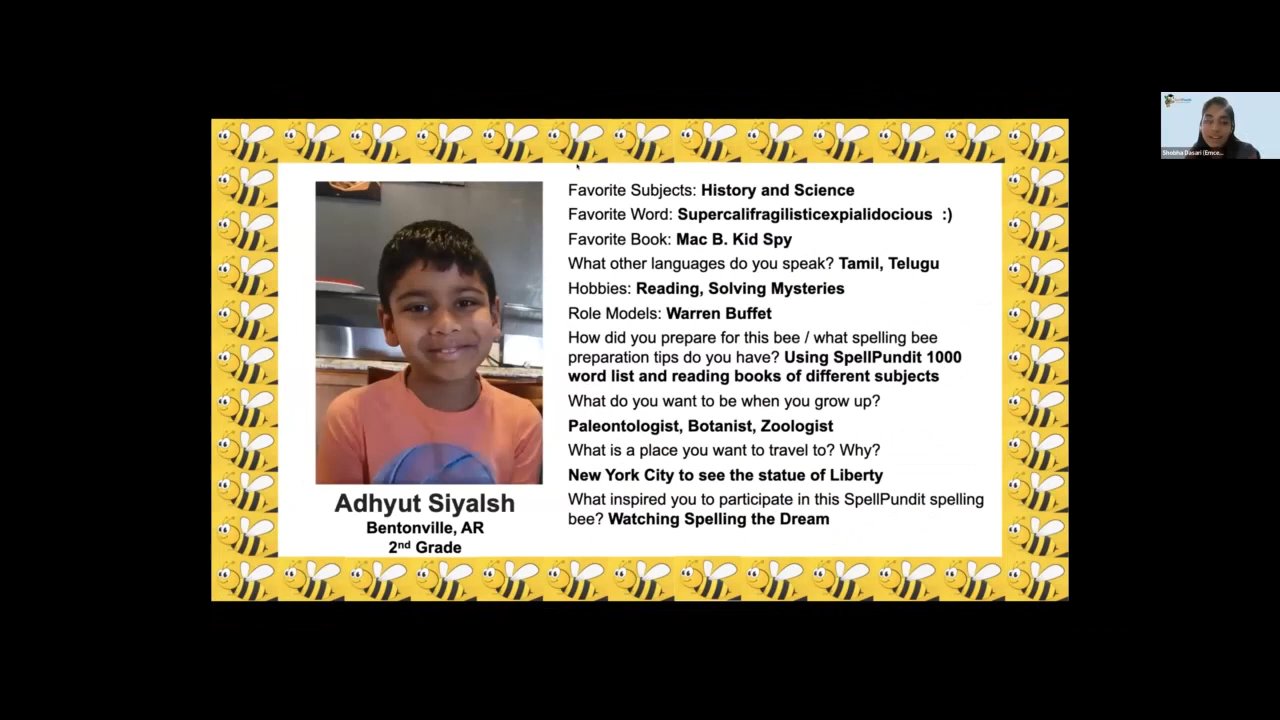 Favorite Subjects: History and Science
Favorite Word: Supercalifragilisticexpialidocious :)
Favorite Book: Mac B. Kid Spy
What other languages do you speak? Tamil, Telugu
Hobbies: Reading, Solving Mysteries
Role Models: Warren Buffet
How did you prepare for this bee / what spelling bee
preparation tips do you have? Using SpellPundit 1000
word list and reading books of different subjects
What do you want to be when you grow up?
Paleontologist, Botanist, Zoologist
What is a place you want to travel to? Why?
New York City to see the statue of Liberty
What inspired you to participate in this SpellPundit spelling
bee? Watching Spelling the Dream
Adhyut Siyalsh
Bentonville, AR
2nd Grade
Shobha Dasari (Emce...